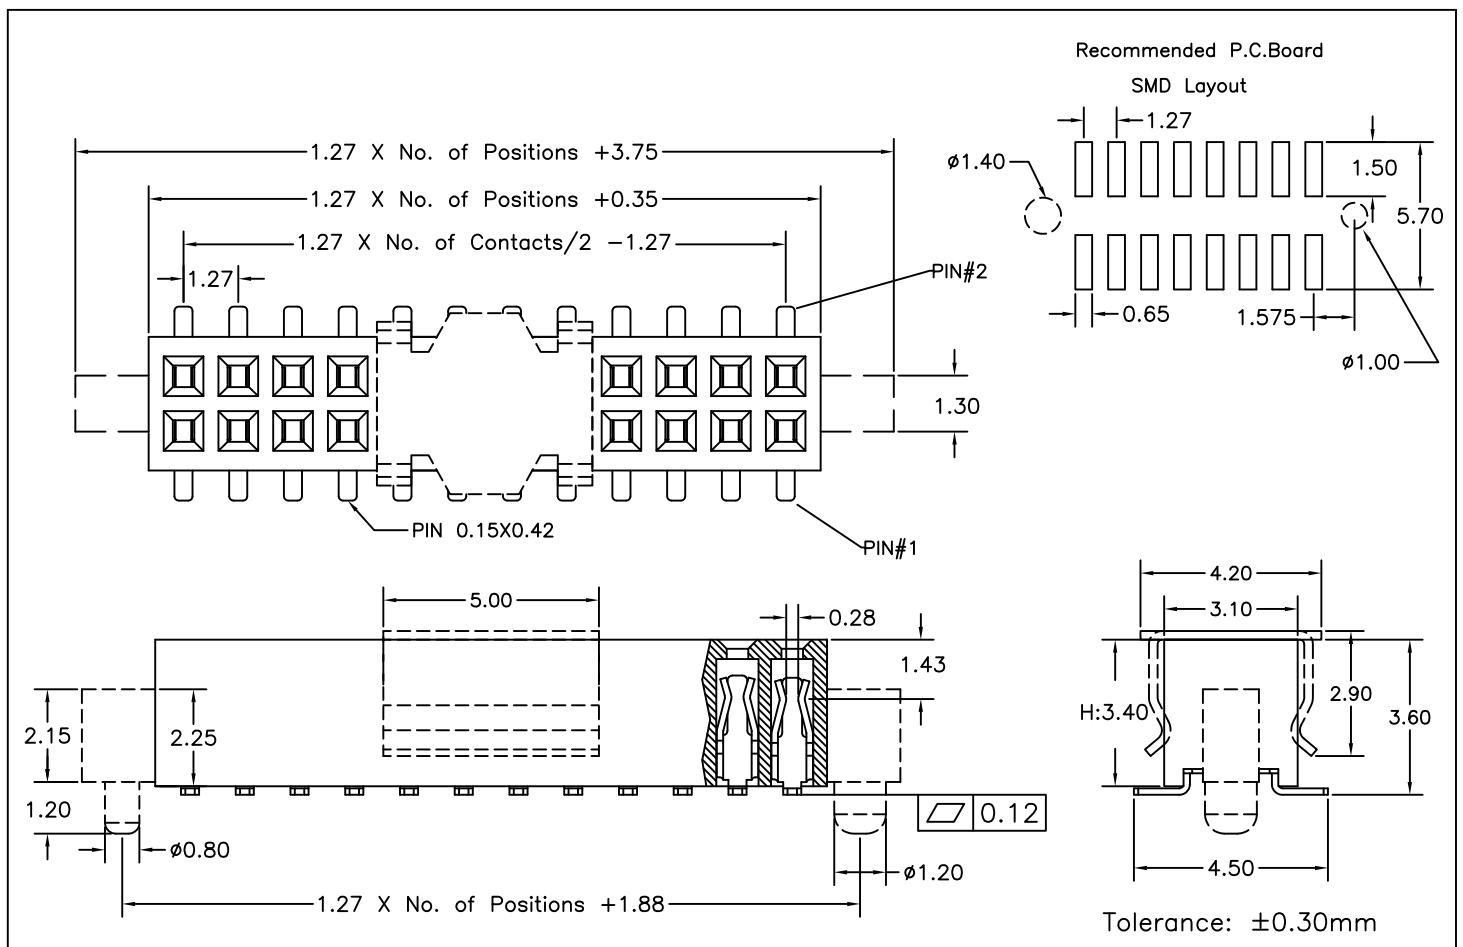 Recommended P.C.Board
SMD Layout
1.27
ø1.40
1.50
5.70
0.65
1.575
ø1.00
1.27 X No. of Positions +3.75
1.27 X No. of Positions +0.35
1.27 X No. of Contacts/2 -1.27
1.27
PIN#2
1.30
PIN 0.15X0.42
PIN#1
5.00
0.28
1.43
2.15
2.25
1.20
ø0.80
0.12
ø1.20
1.27 X No. of Positions +1.88
4.20
3.10
H:3.40
2.90
3.60
4.50
Tolerance: ±0.30mm